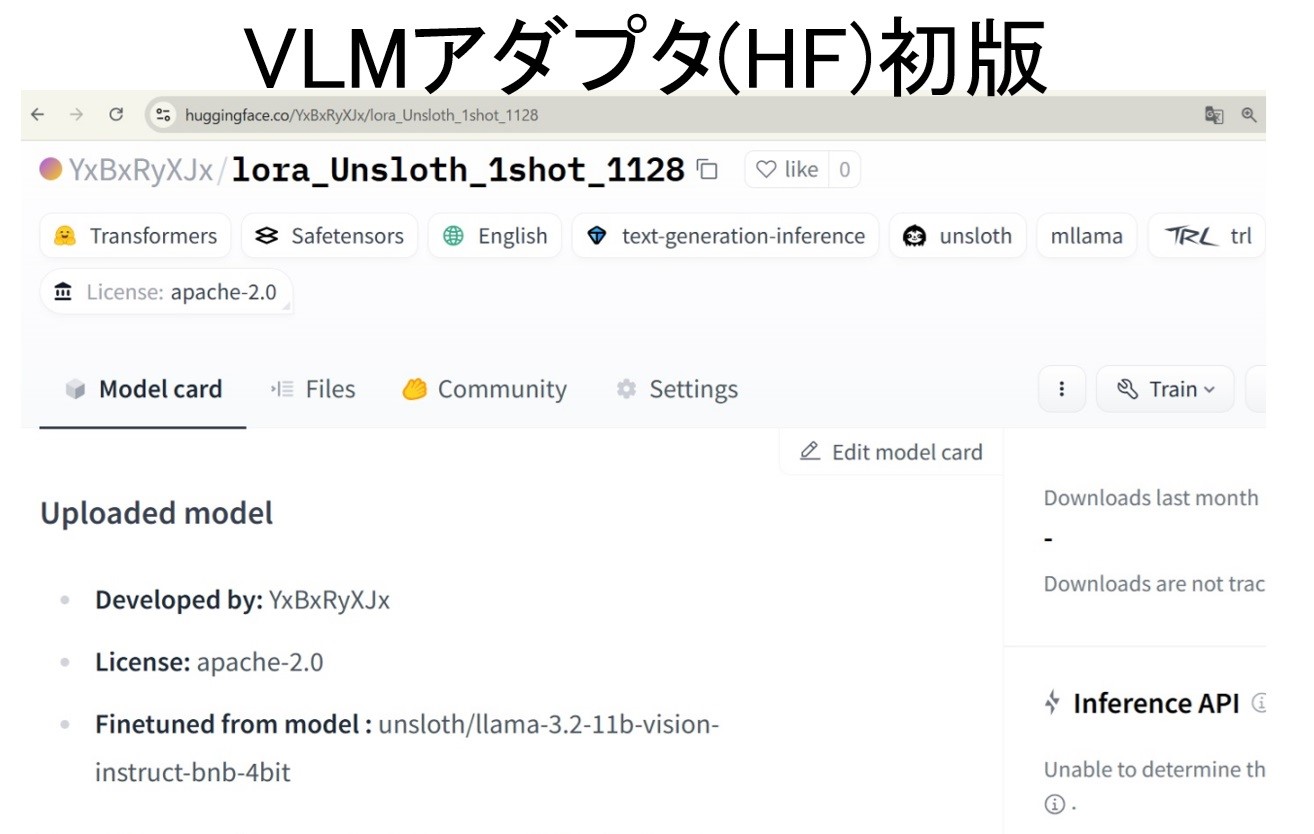 VLMアダプタ(HF)初版
huggingface.co/YxBxRyXJx/lora_Unsloth_1shot_1128
YxBxRyXJx/lora_Unsloth_1shot_1128 like 0
Transformers Safetensors English text-generation-inference unsloth mllama TRL trl
License: apache-2.0
Model card Files Community Settings Train
Edit model card
Uploaded model
Downloads last month
-
Downloads are not trac
Developed by: YxBxRyXJx
License: apache-2.0
Finetuned from model : unsloth/llama-3.2-11b-vision-
instruct-bnb-4bit
Inference API
Unable to determine th
.